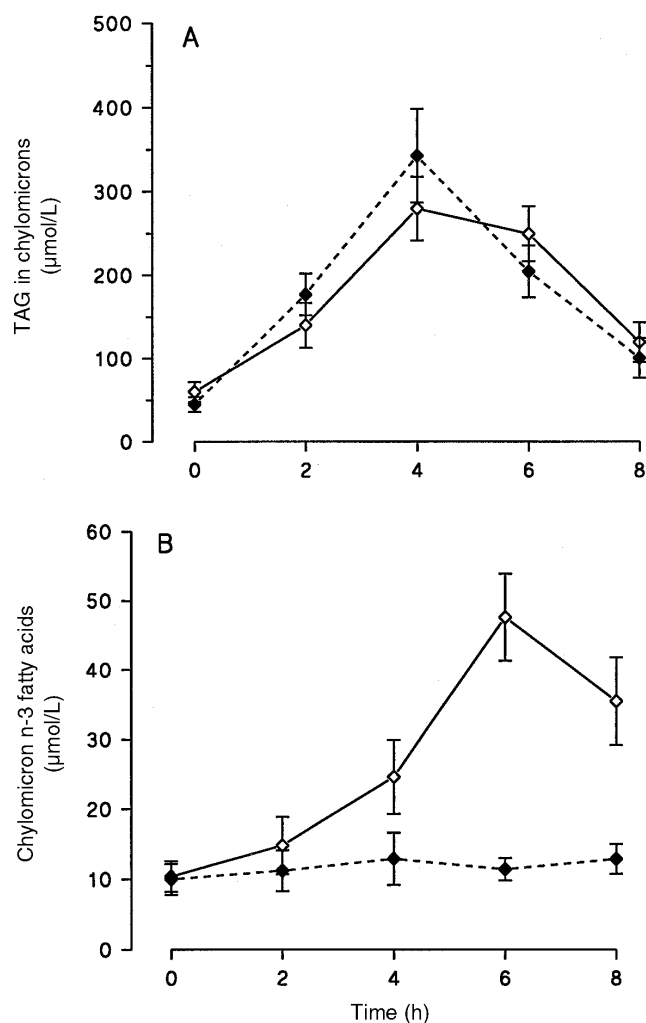 A
500
400
300
200
100
0
TAG in chylomicrons
(µmol/L)
0 2 4 6 8
B
60
50
40
30
20
10
0
Chylomicron n-3 fatty acids
(µmol/L)
0 2 4 6 8
Time (h)